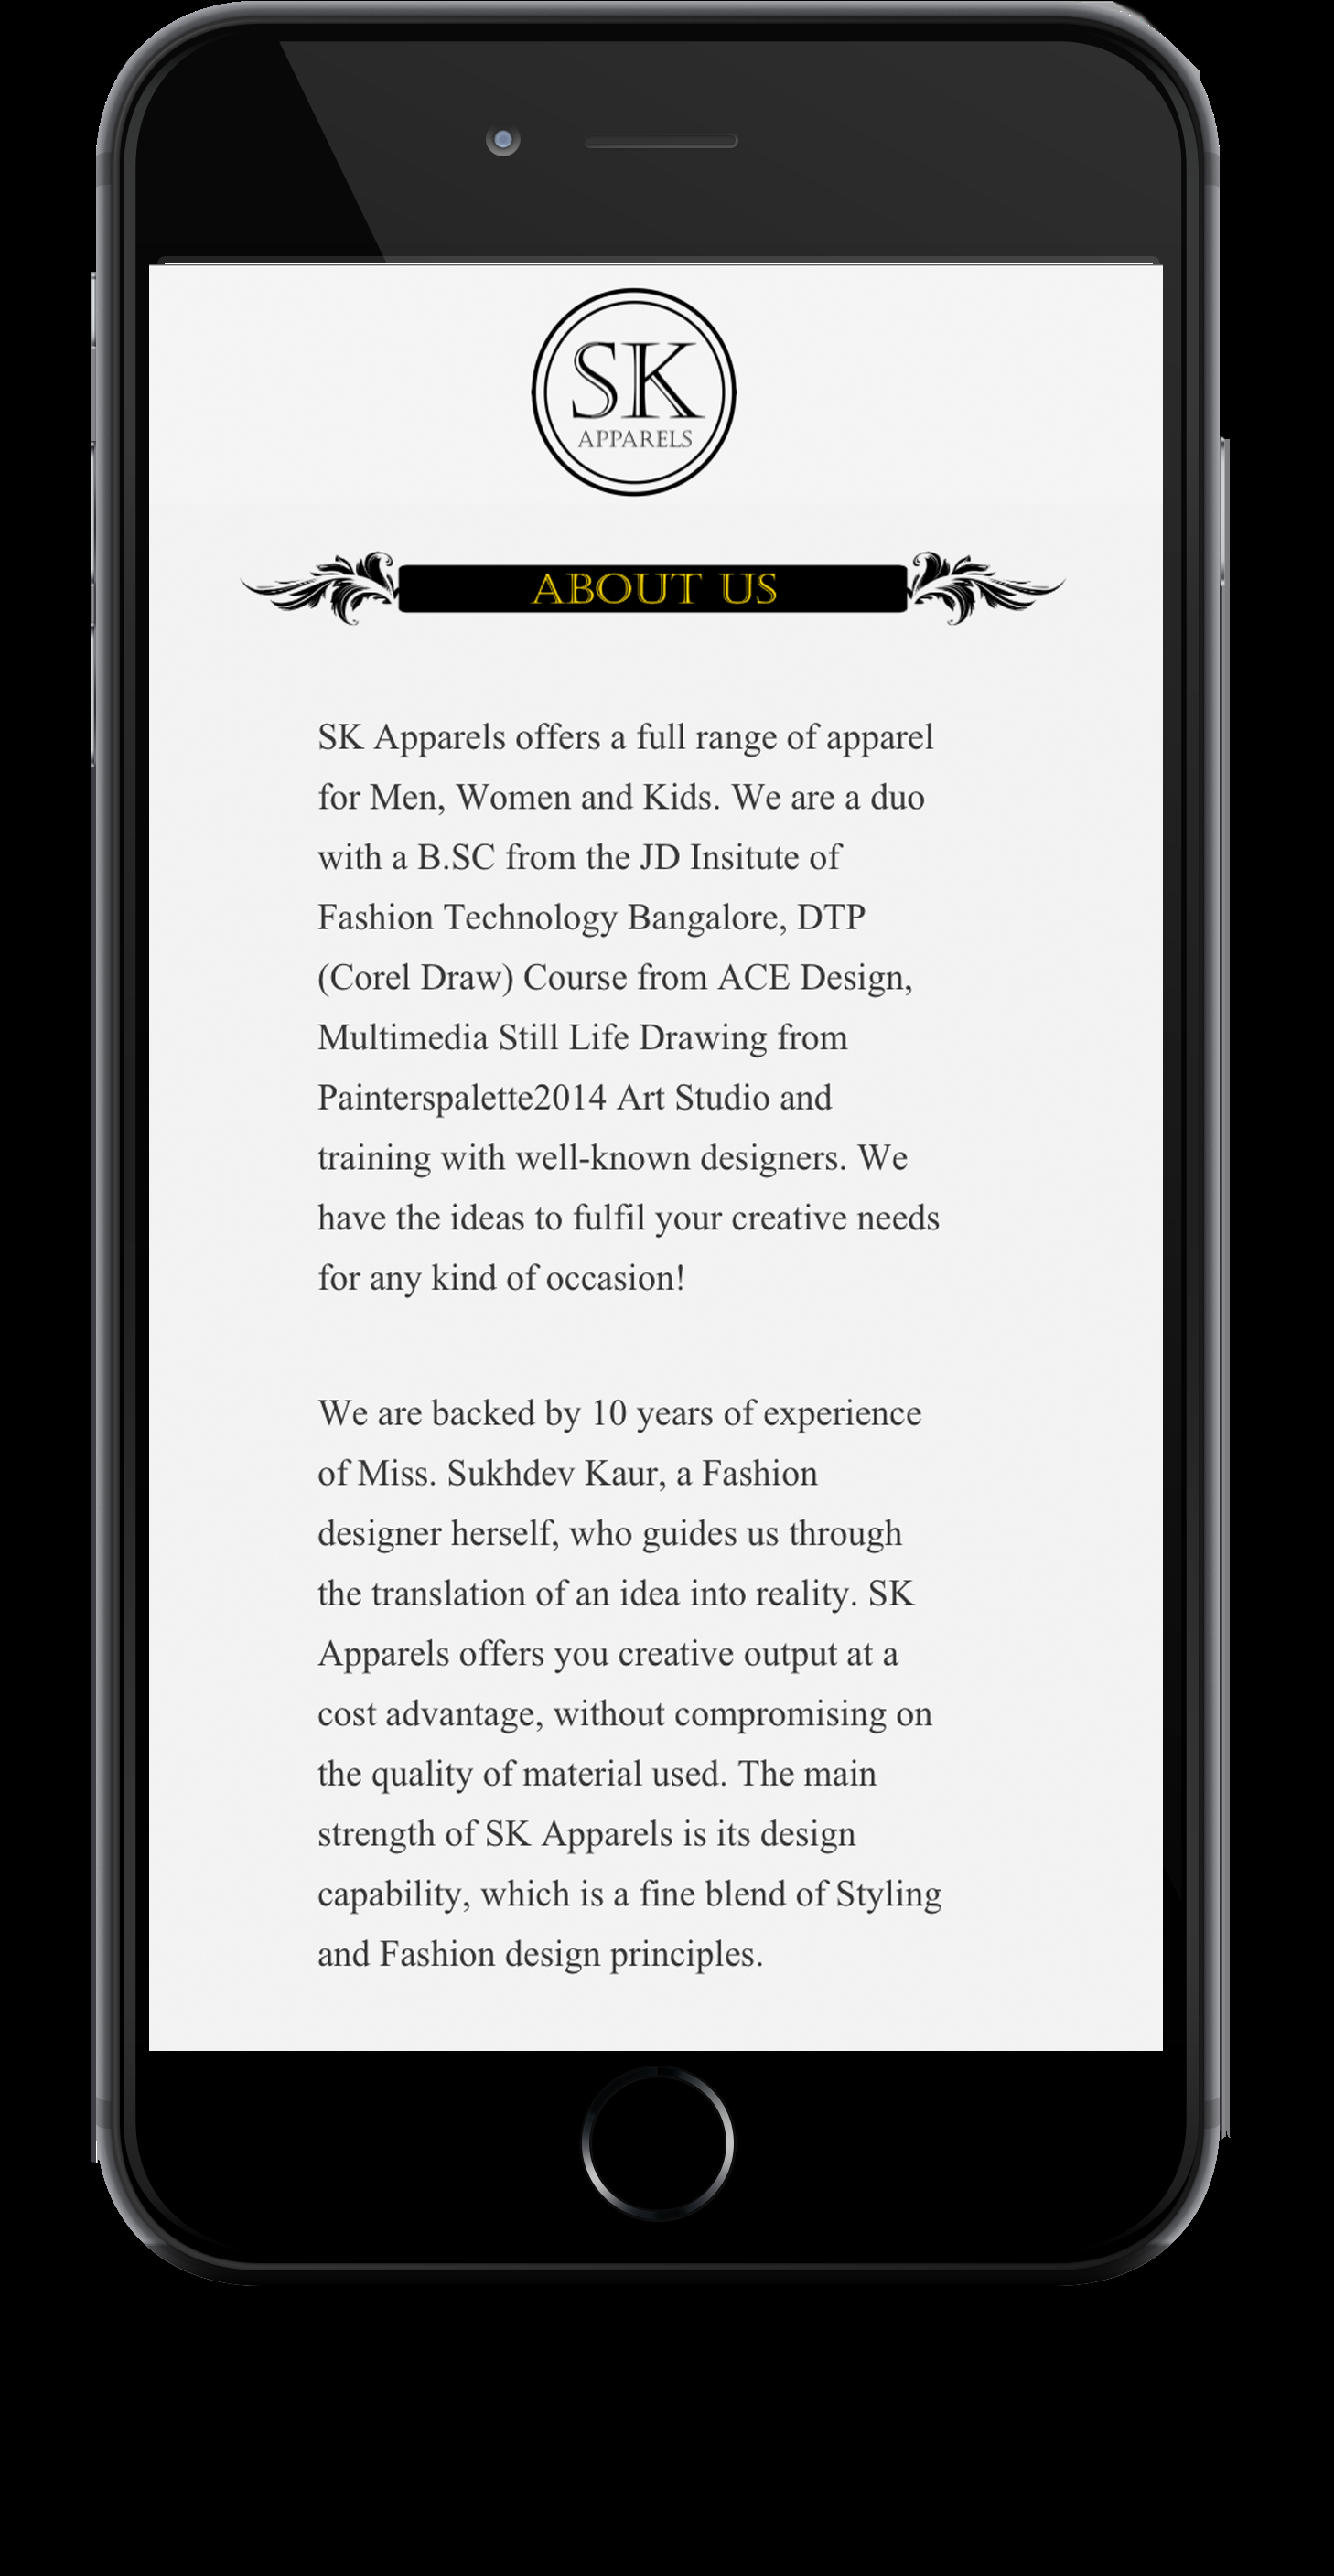 SK
APPARELS
ABOUT US
SK Apparels offers a full range of apparel
for Men, Women and Kids. We are a duo
with a B.SC from the JD Insitute of
Fashion Technology Bangalore, DTP
(Corel Draw) Course from ACE Design,
Multimedia Still Life Drawing from
Painterspalette2014 Art Studio and
training with well-known designers. We
have the ideas to fulfil your creative needs
for any kind of occasion!
We are backed by 10 years of experience
of Miss. Sukhdev Kaur, a Fashion
designer herself, who guides us through
the translation of an idea into reality. SK
Apparels offers you creative output at a
cost advantage, without compromising on
the quality of material used. The main
strength of SK Apparels is its design
capability, which is a fine blend of Styling
and Fashion design principles.